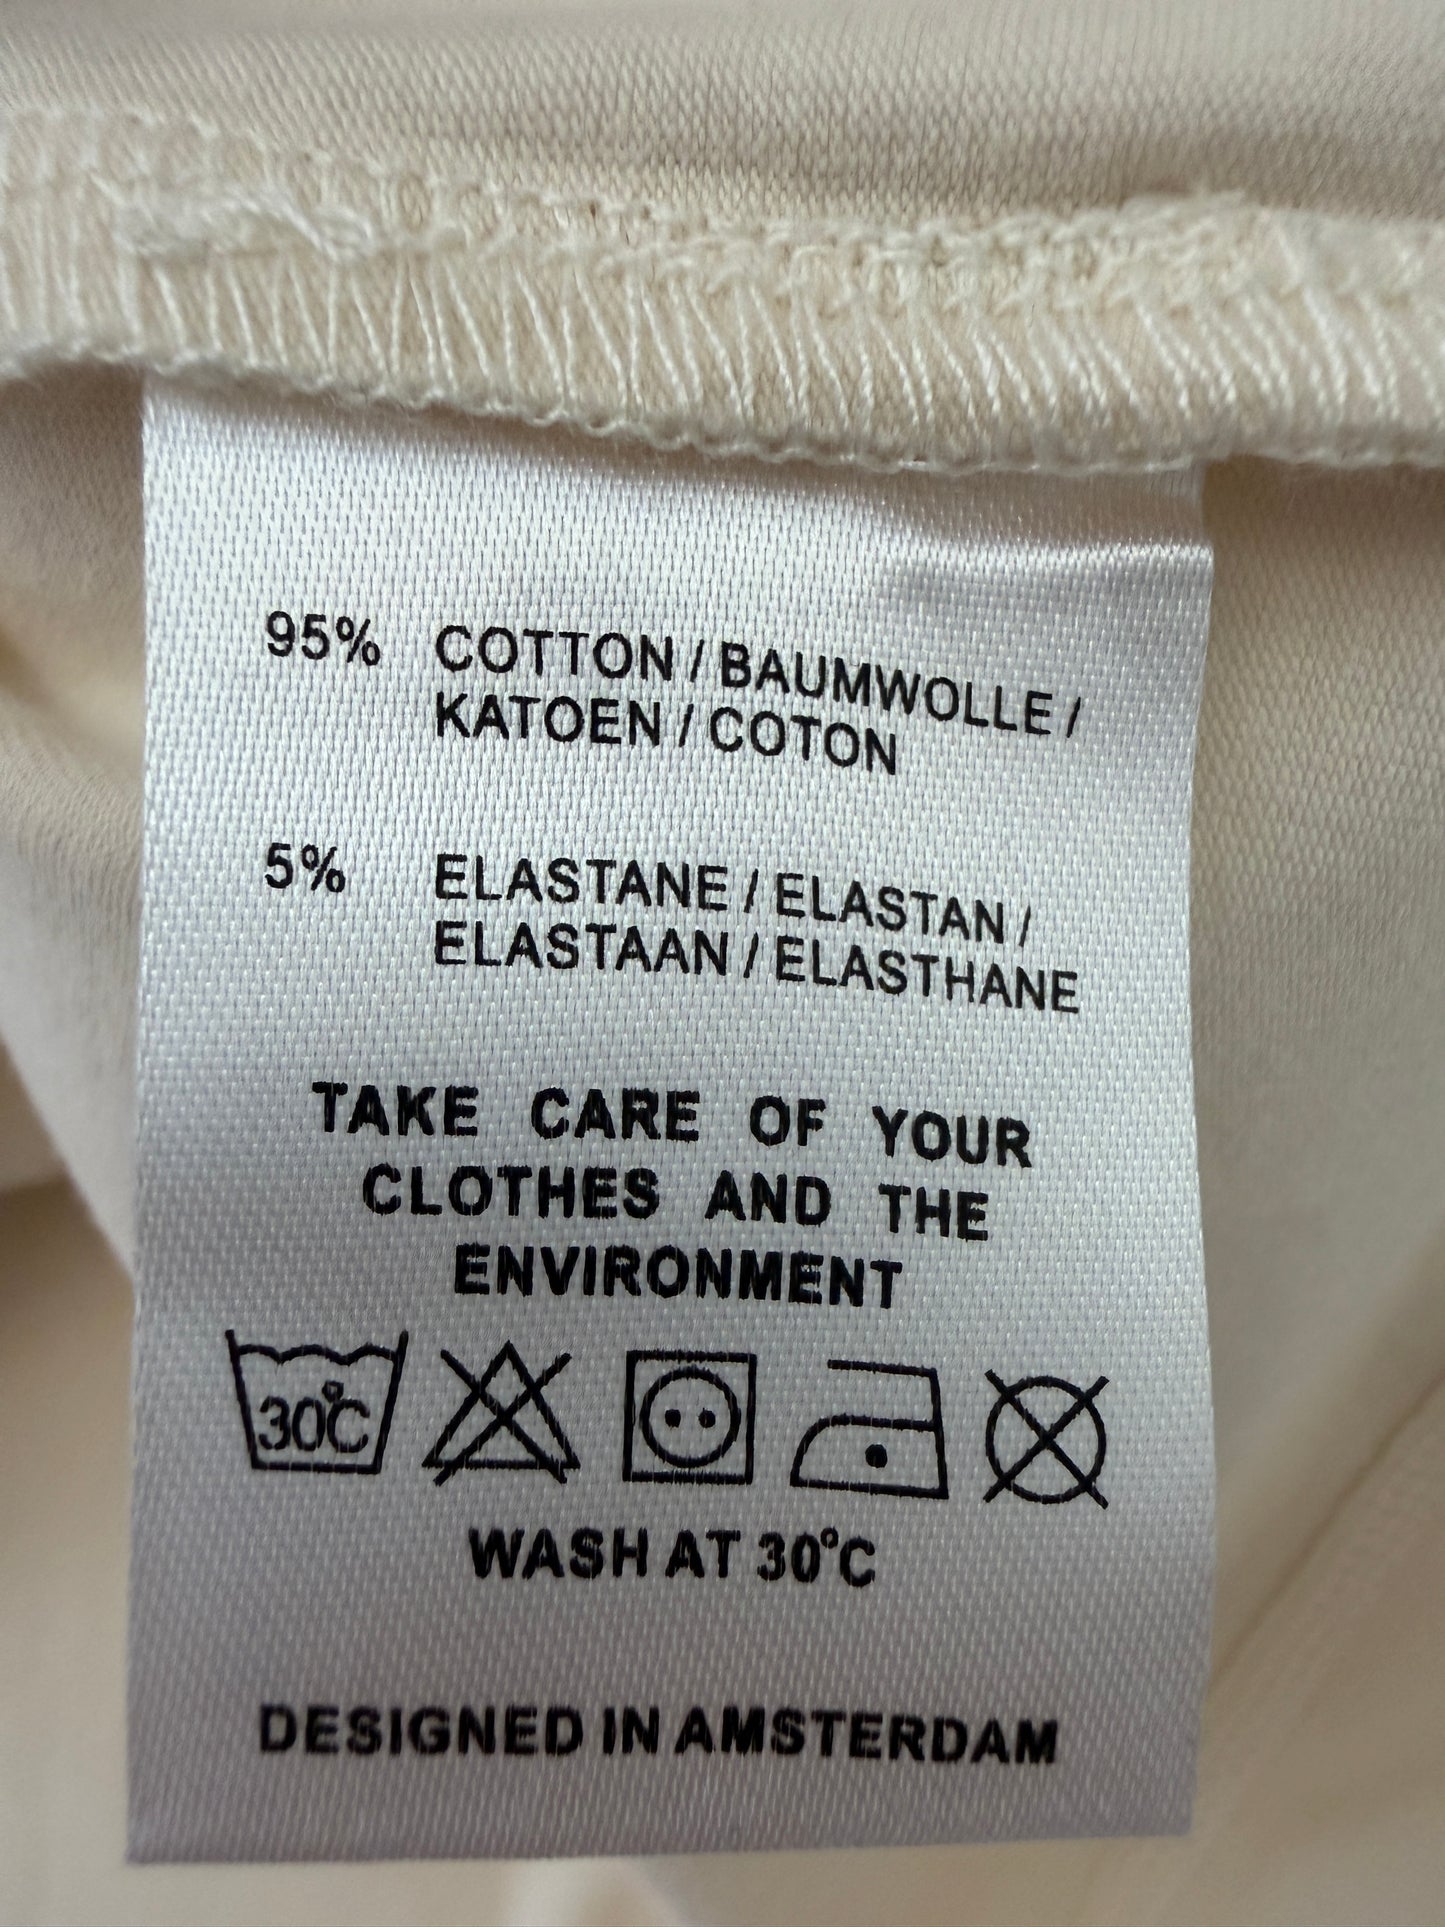 95% COTTON / BAUMWOLLE /
KATOEN / COTON
5% ELASTANE / ELASTAN /
ELASTAAN / ELASTHANE
TAKE CARE OF YOUR
CLOTHES AND THE
ENVIRONMENT
30°C
WASH AT 30°C
DESIGNED IN AMSTERDAM